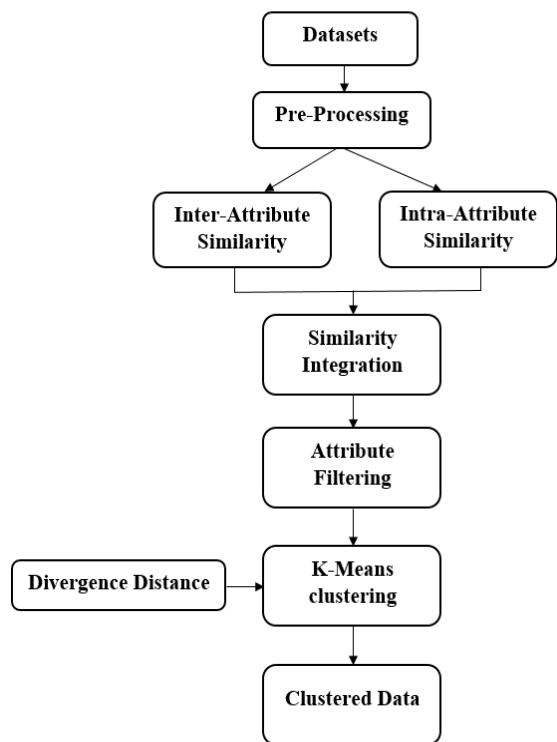 Datasets
Pre-Processing
Inter-Attribute
Similarity
Intra-Attribute
Similarity
Similarity
Integration
Attribute
Filtering
Divergence Distance
K-Means
clustering
Clustered Data